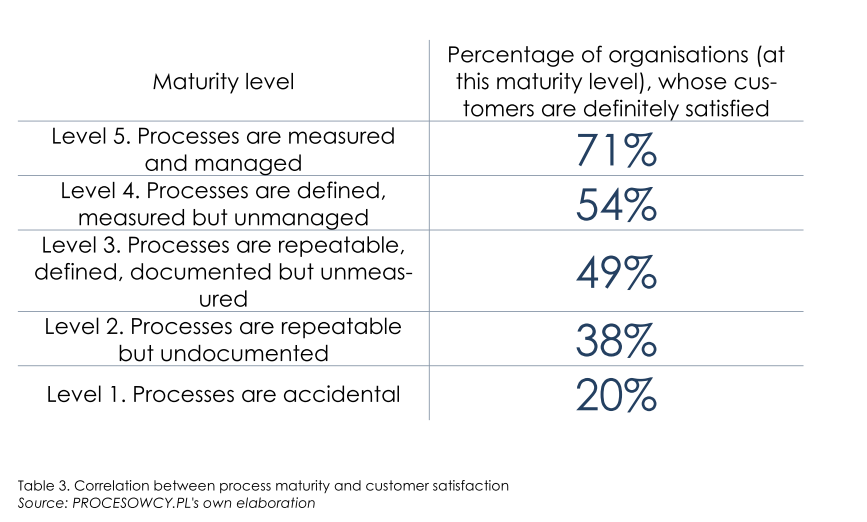 Maturity level
Percentage of organisations (at
this maturity level), whose cus-
tomers are definitely satisfied
Level 5. Processes are measured
and managed
71%
Level 4. Processes are defined,
measured but unmanaged
54%
Level 3. Processes are repeatable,
defined, documented but unmeas-
ured
49%
Level 2. Processes are repeatable
but undocumented
38%
Level 1. Processes are accidental
20%
Table 3. Correlation between process maturity and customer satisfaction
Source: PROCESOWCY.PL's own elaboration